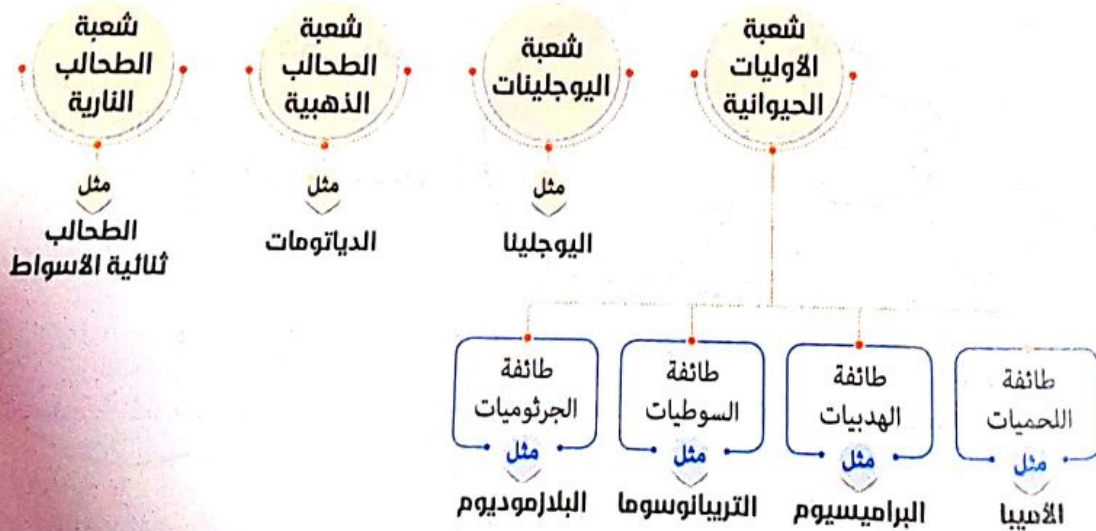 شعبة
الأوليات
الحيوانية
شعبة
اليوجلينات
مثل
اليوجلينا
شعبة
الطحالب
الذهبية
مثل
الدياتومات
شعبة
الطحالب
النارية
مثل
الطحالب
ثنائية الأسواط
طائفة
اللحميات
مثل
الأميبا
طائفة
الهدبيات
مثل
البراميسيوم
طائفة
السوطيات
مثل
التريبانوسوما
طائفة
الجرثوميات
مثل
البلازموديوم